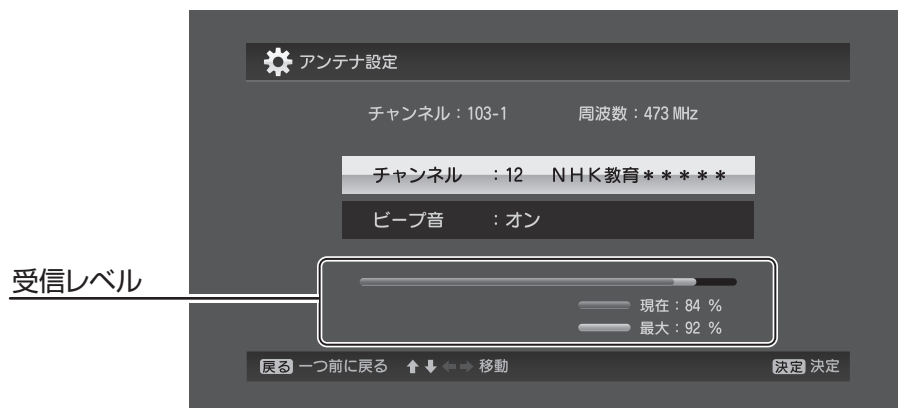 アンテナ設定
チャンネル：103-1 周波数：473 MHz
チャンネル ：12 NHK教育＊＊＊＊＊
ビープ音 ：オン
受信レベル
現在：84 %
最大：92 %
戻る 一つ前に戻る 移動 決定 決定